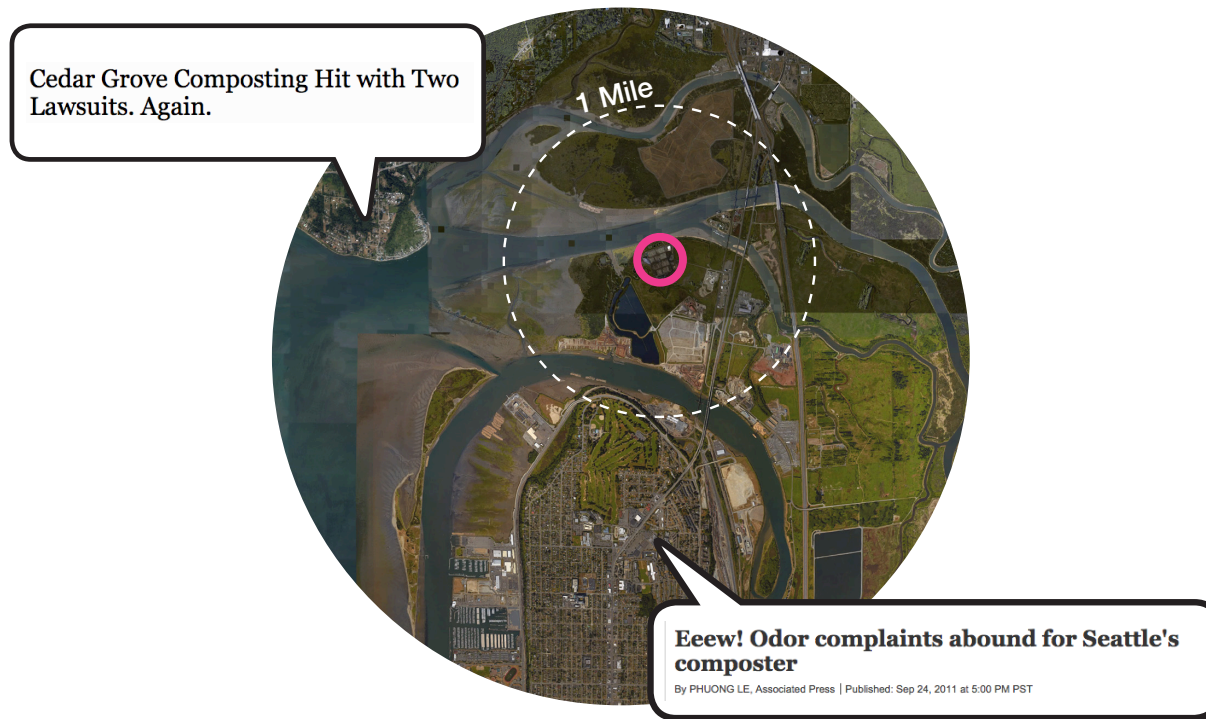 Cedar Grove Composting Hit with Two
Lawsuits. Again.
1 Mile
Eeew! Odor complaints abound for Seattle's
composter
By PHUONG LE, Associated Press | Published: Sep 24, 2011 at 5:00 PM PST